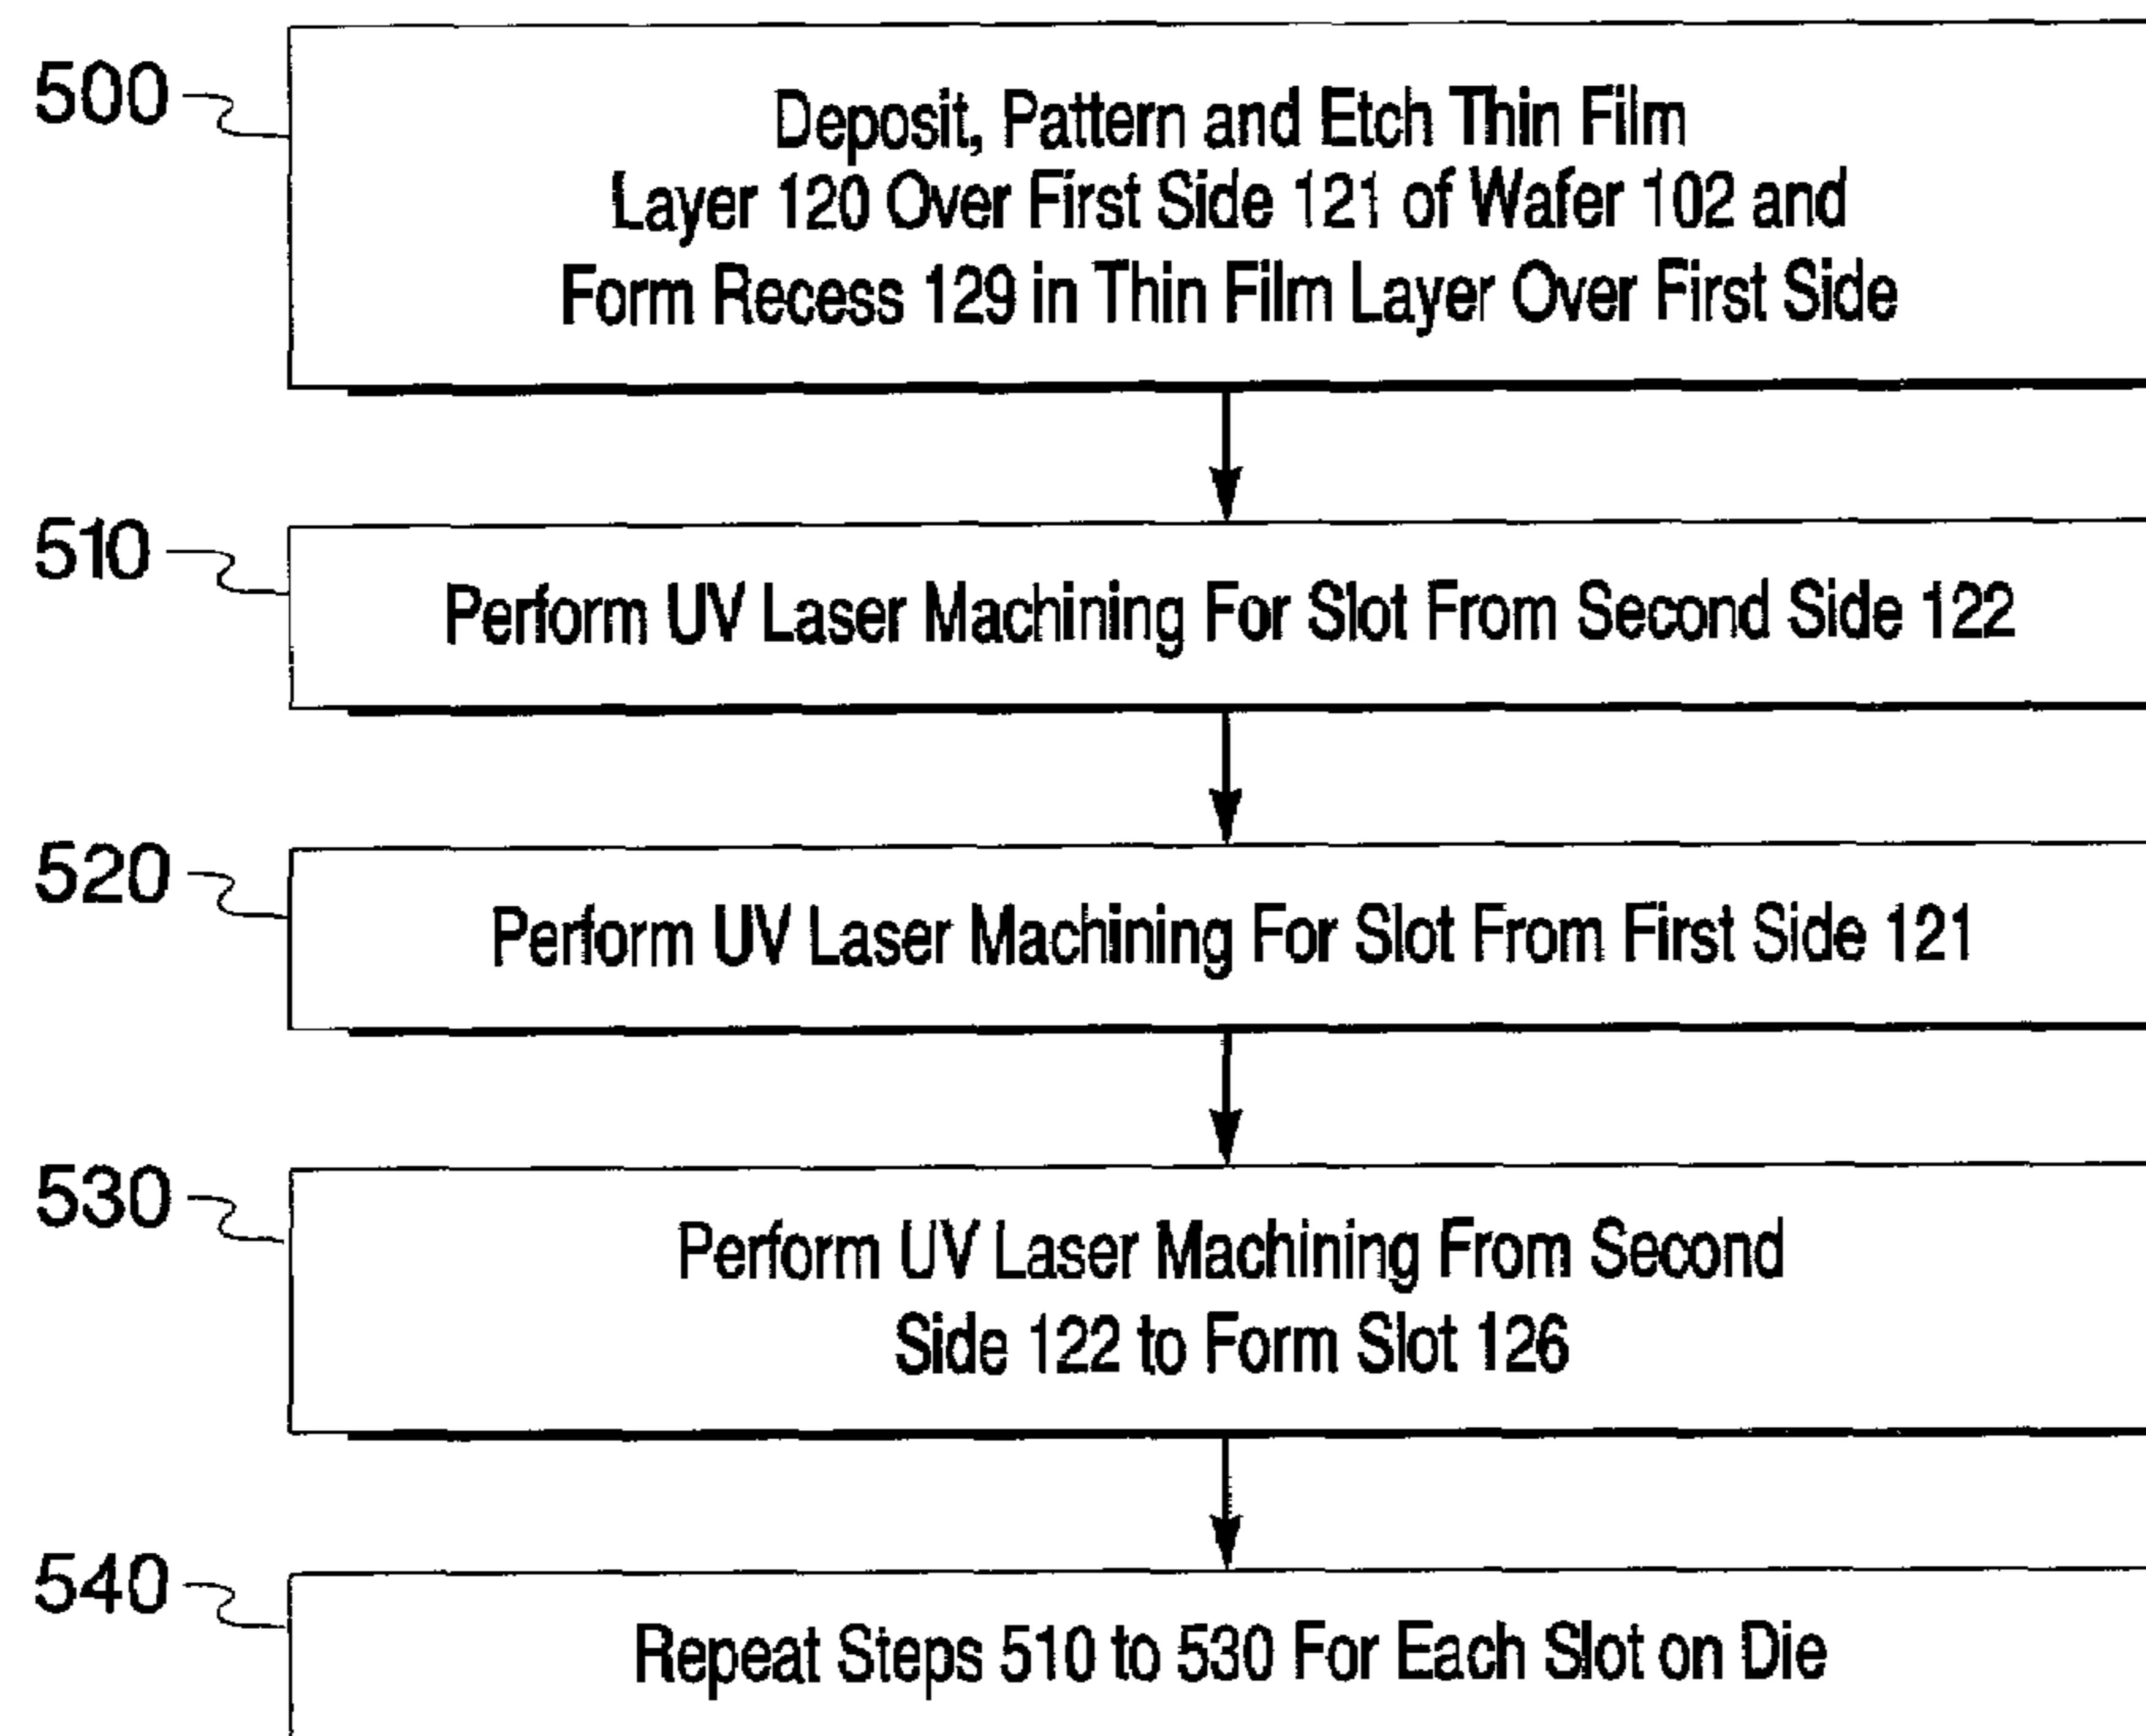 500
Deposit, Pattern and Etch Thin Film
Layer 120 Over First Side 121 of Wafer 102 and
Form Recess 129 in Thin Film Layer Over First Side
510
Perform UV Laser Machining For Slot From Second Side 122
520
Perform UV Laser Machining For Slot From First Side 121
530
Perform UV Laser Machining From Second
Side 122 to Form Slot 126
540
Repeat Steps 510 to 530 For Each Slot on Die